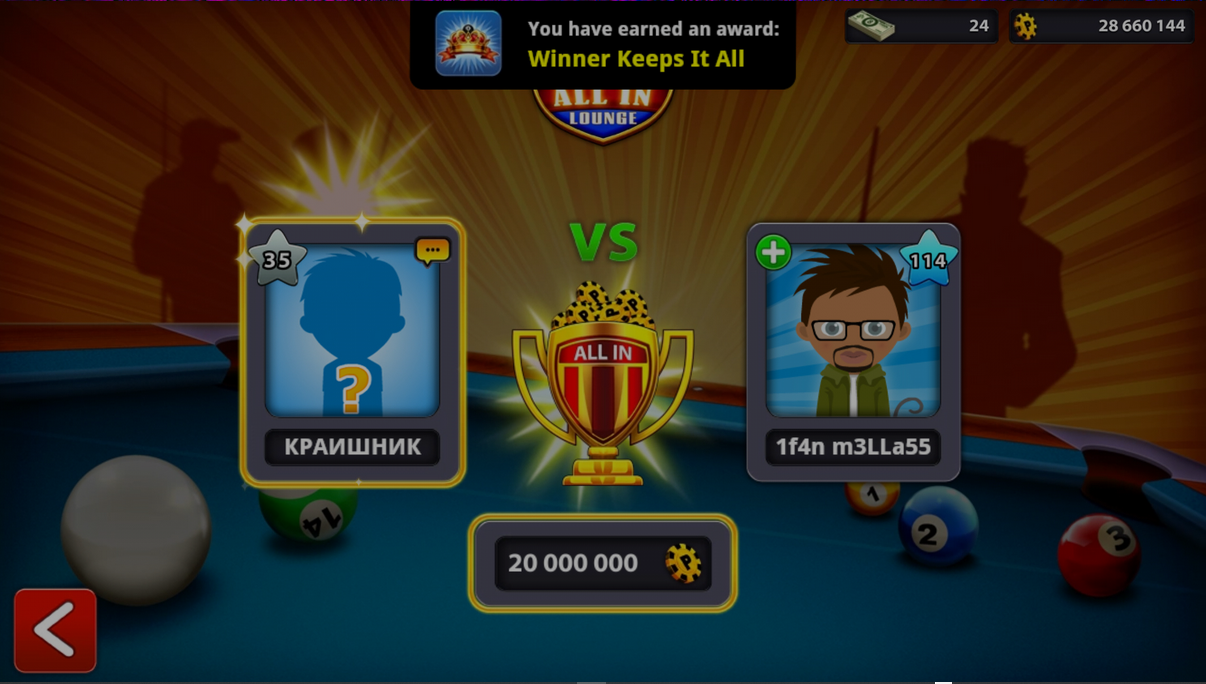 You have earned an award:
Winner Keeps It All
24
28 660 144
ALL IN
LOUNGE
35
VS
114
ALL IN
КРАИШНИК
1f4n m3LLa55
14
1
2
3
20 000 000